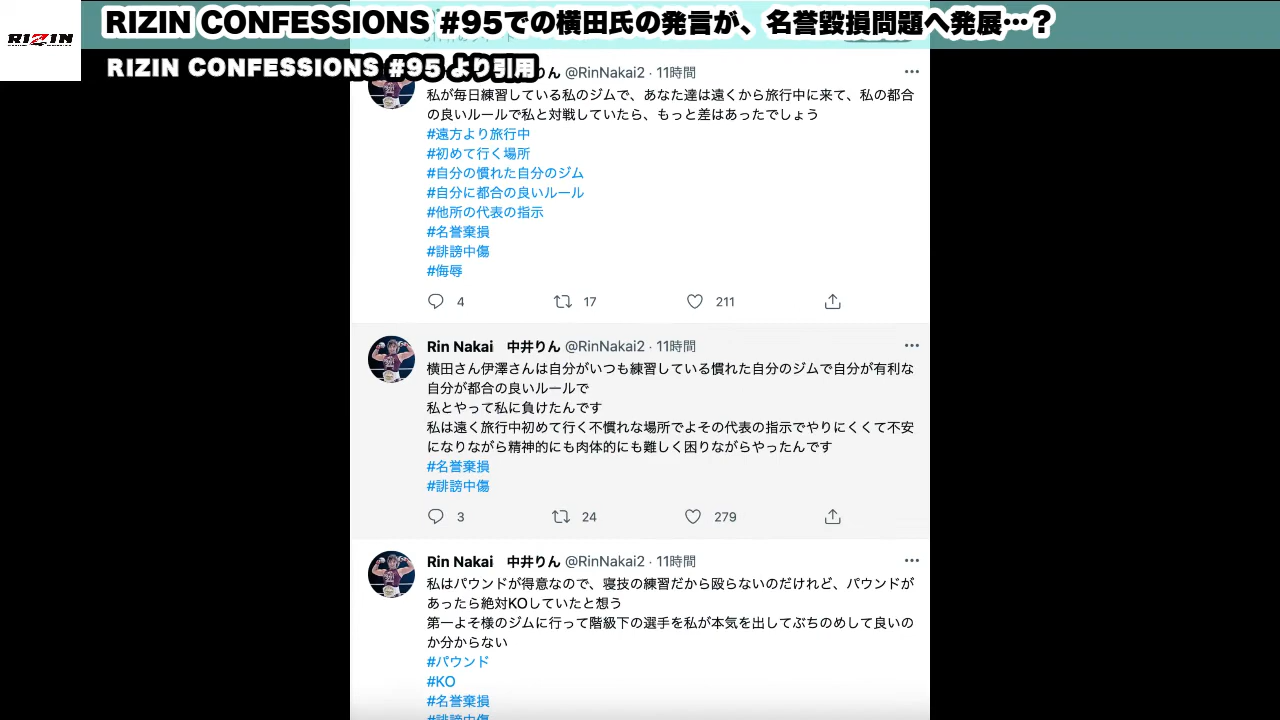 RIZIN CONFESSIONS #95での横田氏の発言が、名誉毀損問題へ発展…？
RIZIN
RIZIN CONFESSIONS #95 より引用
りん @RinNakai2 · 11時間
私が毎日練習している私のジムで、あなた達は遠くから旅行中に来て、私の都合
の良いルールで私と対戦していたら、もっと差はあったでしょう
#遠方より旅行中
#初めて行く場所
#自分の慣れた自分のジム
#自分に都合の良いルール
#他所の代表の指示
#名誉棄損
#誹謗中傷
#侮辱
4 17 211
Rin Nakai 中井りん @RinNakai2 · 11時間
横田さん伊澤さんは自分がいつも練習している慣れた自分のジムで自分が有利な
自分が都合の良いルールで
私とやって私に負けたんです
私は遠く旅行中初めて行く不慣れな場所でよその代表の指示でやりにくくて不安
になりながら精神的にも肉体的にも難しく困りながらやったんです
#名誉棄損
#誹謗中傷
3 24 279
Rin Nakai 中井りん @RinNakai2 · 11時間
私はパウンドが得意なので、寝技の練習だから殴らないのだけれど、パウンドが
あったら絶対KOしていたと想う
第一よそ様のジムに行って階級下の選手を私が本気を出してぶちのめして良いの
か分からない
#パウンド
#KO
#名誉棄損
#誹謗中傷